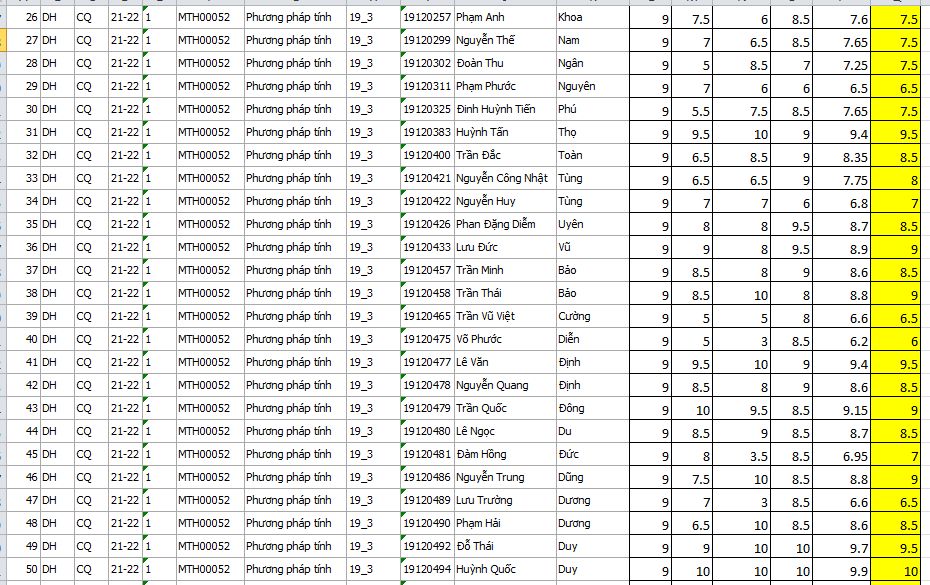 26 DH CQ 21-22 1 MTH00052 Phương pháp tính 19_3 19120257 Phạm Anh Khoa 9 7.5 6 8.5 7.6 7.5
27 DH CQ 21-22 1 MTH00052 Phương pháp tính 19_3 19120299 Nguyễn Thế Nam 9 7 6.5 8.5 7.65 7.5
28 DH CQ 21-22 1 MTH00052 Phương pháp tính 19_3 19120302 Đoàn Thu Ngân 9 5 8.5 7 7.25 7.5
29 DH CQ 21-22 1 MTH00052 Phương pháp tính 19_3 19120311 Phạm Phước Nguyên 9 7 6 6 6.5 6.5
30 DH CQ 21-22 1 MTH00052 Phương pháp tính 19_3 19120325 Đinh Huỳnh Tiến Phú 9 5.5 7.5 8.5 7.65 7.5
31 DH CQ 21-22 1 MTH00052 Phương pháp tính 19_3 19120383 Huỳnh Tấn Thọ 9 9.5 10 9 9.4 9.5
32 DH CQ 21-22 1 MTH00052 Phương pháp tính 19_3 19120400 Trần Đắc Toàn 9 6.5 8.5 9 8.35 8.5
33 DH CQ 21-22 1 MTH00052 Phương pháp tính 19_3 19120421 Nguyễn Công Nhật Tùng 9 6.5 6.5 9 7.75 8
34 DH CQ 21-22 1 MTH00052 Phương pháp tính 19_3 19120422 Nguyễn Huy Tùng 9 7 7 6 6.8 7
35 DH CQ 21-22 1 MTH00052 Phương pháp tính 19_3 19120426 Phan Đặng Diễm Uyên 9 8 8 9.5 8.7 8.5
36 DH CQ 21-22 1 MTH00052 Phương pháp tính 19_3 19120433 Lưu Đức Vũ 9 9 8 9.5 8.9 9
37 DH CQ 21-22 1 MTH00052 Phương pháp tính 19_3 19120457 Trần Minh Bảo 9 8.5 8 9 8.6 8.5
38 DH CQ 21-22 1 MTH00052 Phương pháp tính 19_3 19120458 Trần Thái Bảo 9 8.5 10 8 8.8 9
39 DH CQ 21-22 1 MTH00052 Phương pháp tính 19_3 19120465 Trần Vũ Việt Cường 9 5 5 8 6.6 6.5
40 DH CQ 21-22 1 MTH00052 Phương pháp tính 19_3 19120475 Võ Phước Diễn 9 5 3 8.5 6.2 6
41 DH CQ 21-22 1 MTH00052 Phương pháp tính 19_3 19120477 Lê Văn Định 9 9.5 10 9 9.4 9.5
42 DH CQ 21-22 1 MTH00052 Phương pháp tính 19_3 19120478 Nguyễn Quang Định 9 8.5 8 9 8.6 8.5
43 DH CQ 21-22 1 MTH00052 Phương pháp tính 19_3 19120479 Trần Quốc Đông 9 10 9.5 8.5 9.15 9
44 DH CQ 21-22 1 MTH00052 Phương pháp tính 19_3 19120480 Lê Ngọc Du 9 8.5 9 8.5 8.7 8.5
45 DH CQ 21-22 1 MTH00052 Phương pháp tính 19_3 19120481 Đàm Hồng Đức 9 8 3.5 8.5 6.95 7
46 DH CQ 21-22 1 MTH00052 Phương pháp tính 19_3 19120486 Nguyễn Trung Dũng 9 7.5 10 8.5 8.8 9
47 DH CQ 21-22 1 MTH00052 Phương pháp tính 19_3 19120489 Lưu Trường Dương 9 7 3 8.5 6.6 6.5
48 DH CQ 21-22 1 MTH00052 Phương pháp tính 19_3 19120490 Phạm Hải Dương 9 6.5 10 8.5 8.6 8.5
49 DH CQ 21-22 1 MTH00052 Phương pháp tính 19_3 19120492 Đỗ Thái Duy 9 9 10 10 9.7 9.5
50 DH CQ 21-22 1 MTH00052 Phương pháp tính 19_3 19120494 Huỳnh Quốc Duy 9 10 10 10 9.9 10